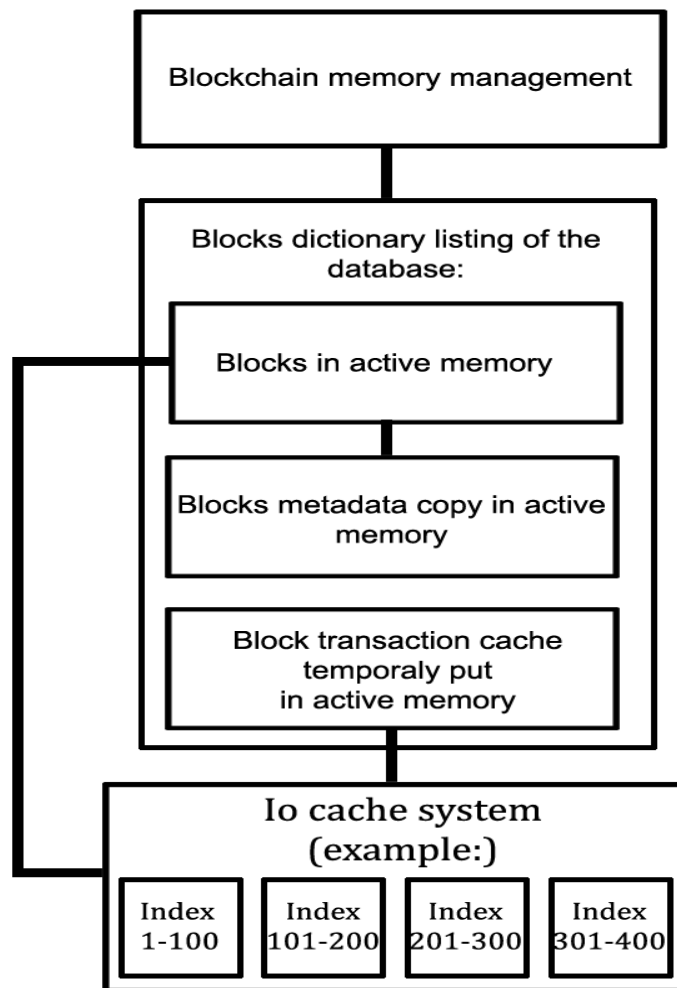 Blockchain memory management
Blocks dictionary listing of the
database:
Blocks in active memory
Blocks metadata copy in active
memory
Block transaction cache
temporaly put
in active memory
Io cache system
(example:)
Index
1-100
Index
101-200
Index
201-300
Index
301-400